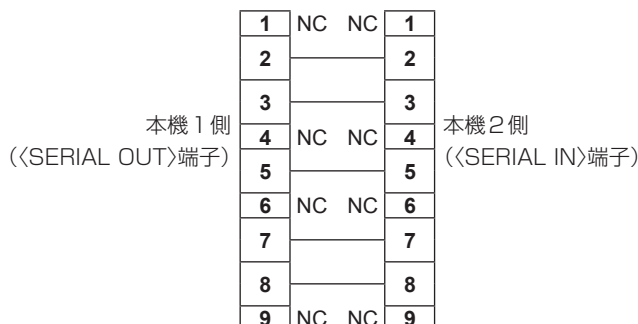 1 NC NC 1
2 2
3 3
本機1側
(〈SERIAL OUT〉端子)
4 NC NC 4
本機2側
(〈SERIAL IN〉端子)
5 5
6 NC NC 6
7 7
8 8
9 NC NC 9